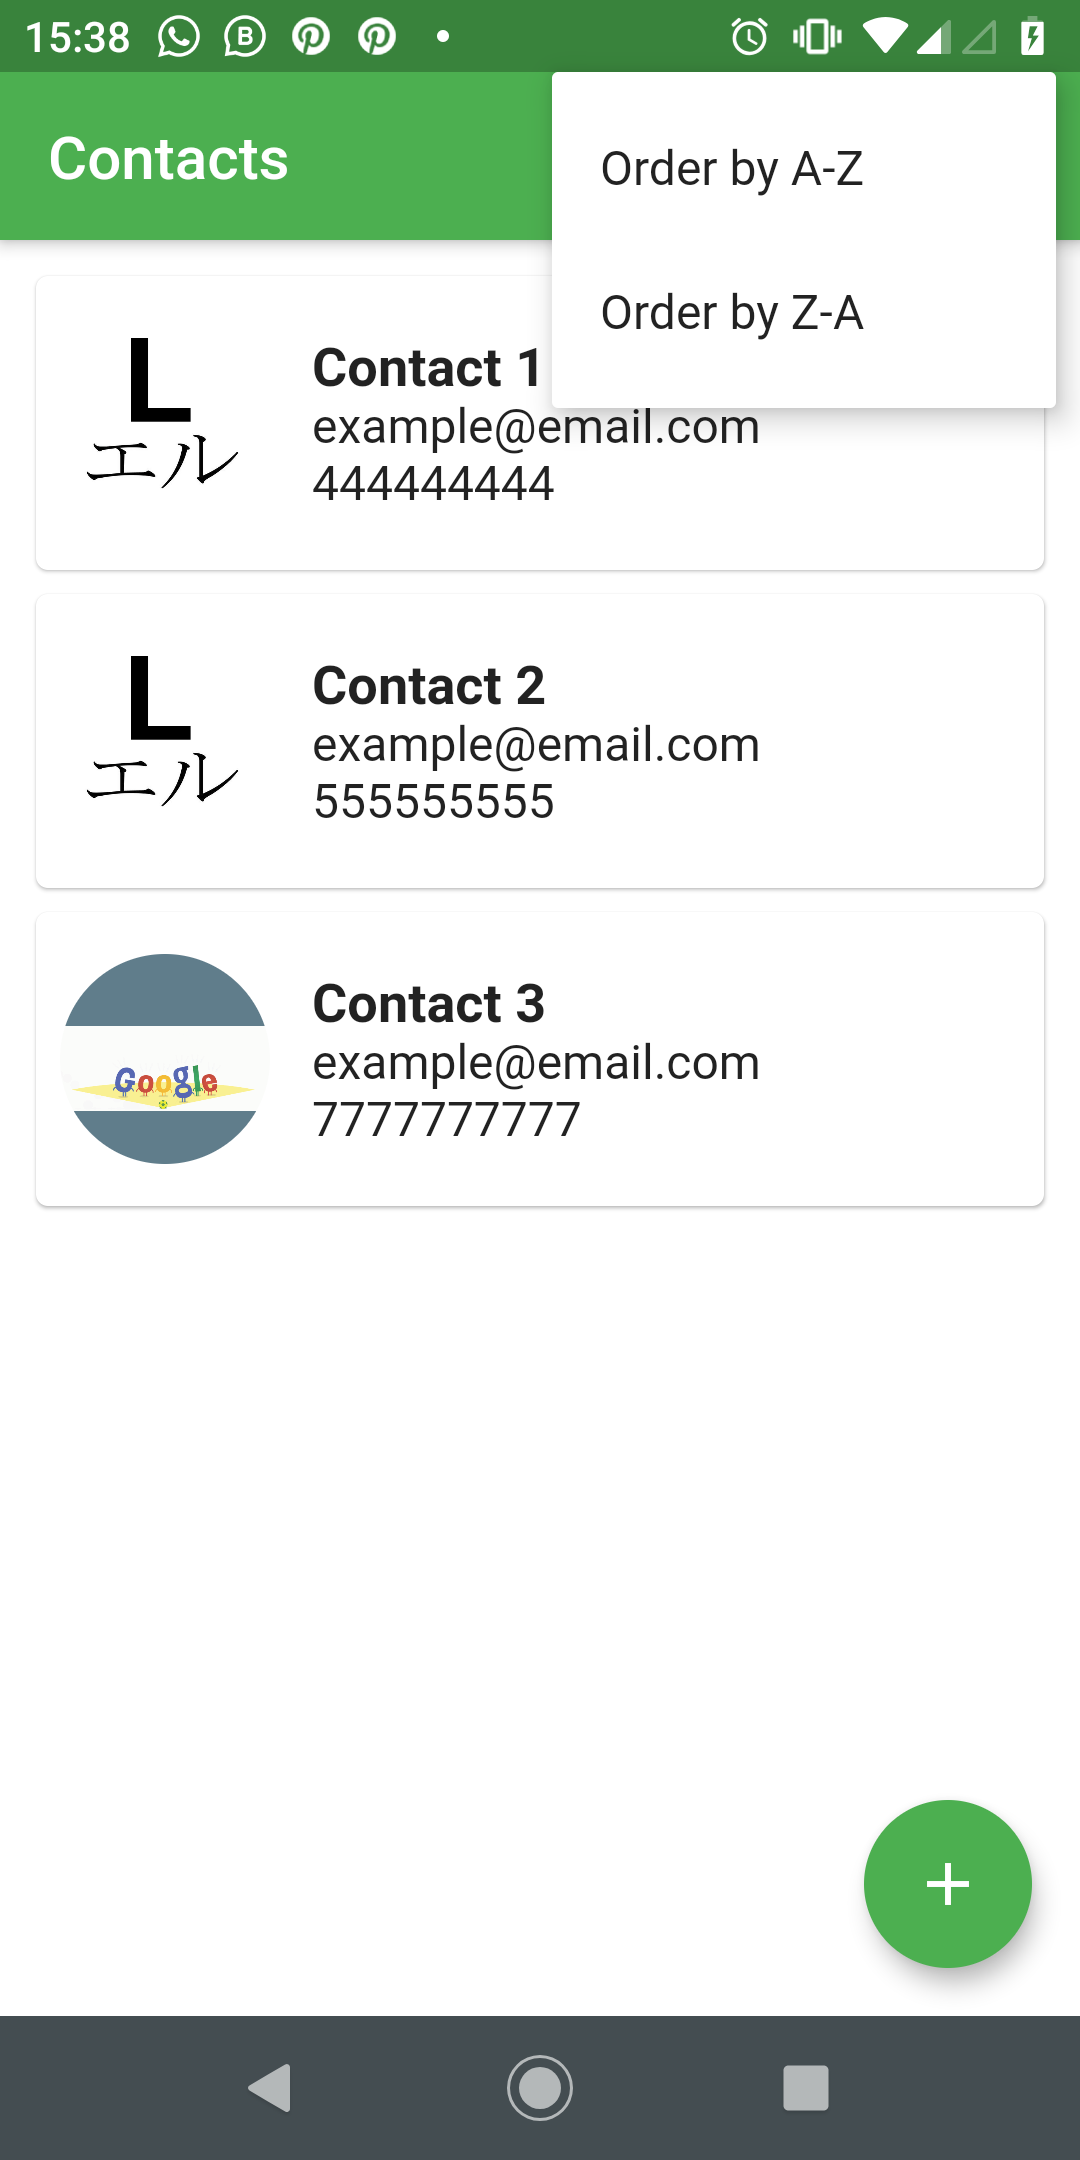 15:38
Contacts
Order by A-Z
Order by Z-A
L
エル
Contact 1
example@email.com
444444444
L
エル
Contact 2
example@email.com
555555555
Google
Contact 3
example@email.com
7777777777